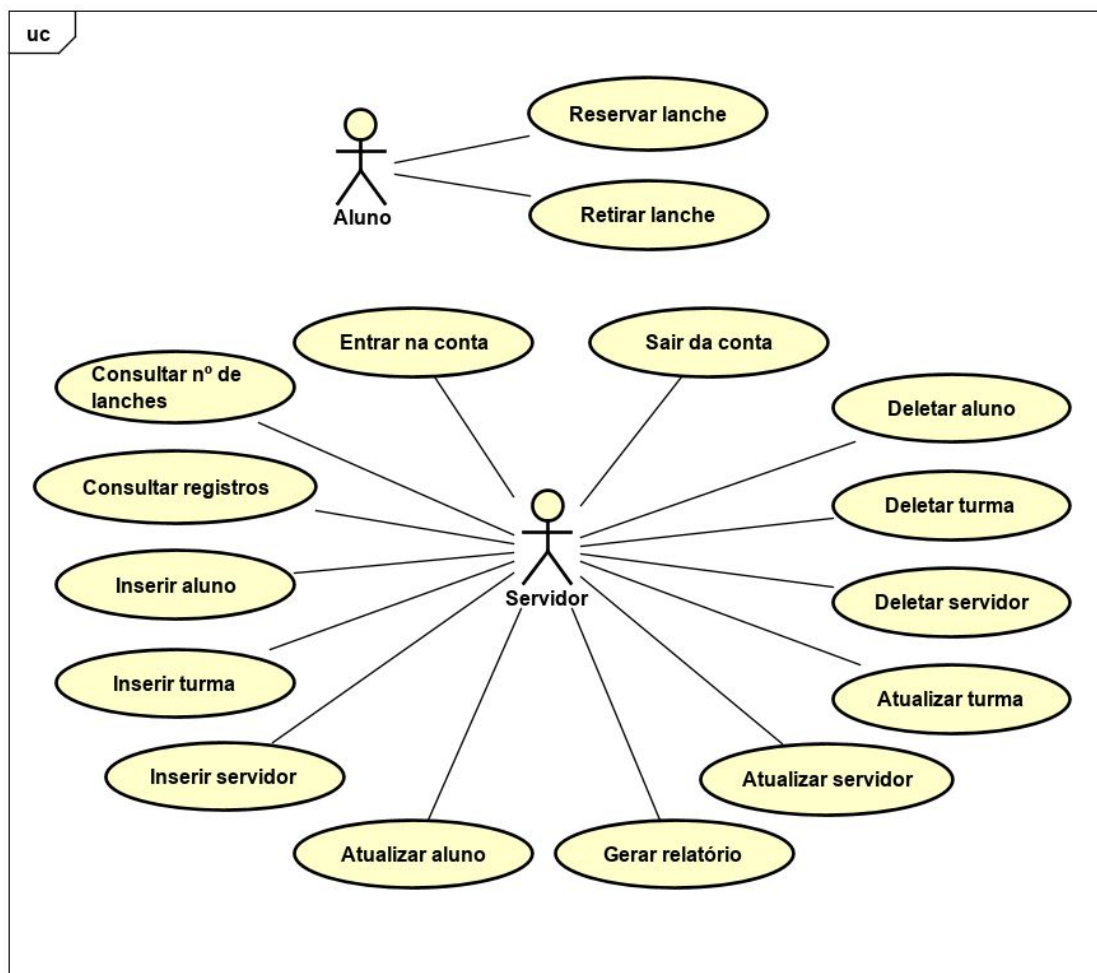 uc
Reservar lanche
Aluno
Retirar lanche
Entrar na conta
Sair da conta
Consultar nº de
lanches
Deletar aluno
Consultar registros
Deletar turma
Inserir aluno
Servidor
Deletar servidor
Inserir turma
Atualizar turma
Inserir servidor
Atualizar servidor
Atualizar aluno
Gerar relatório